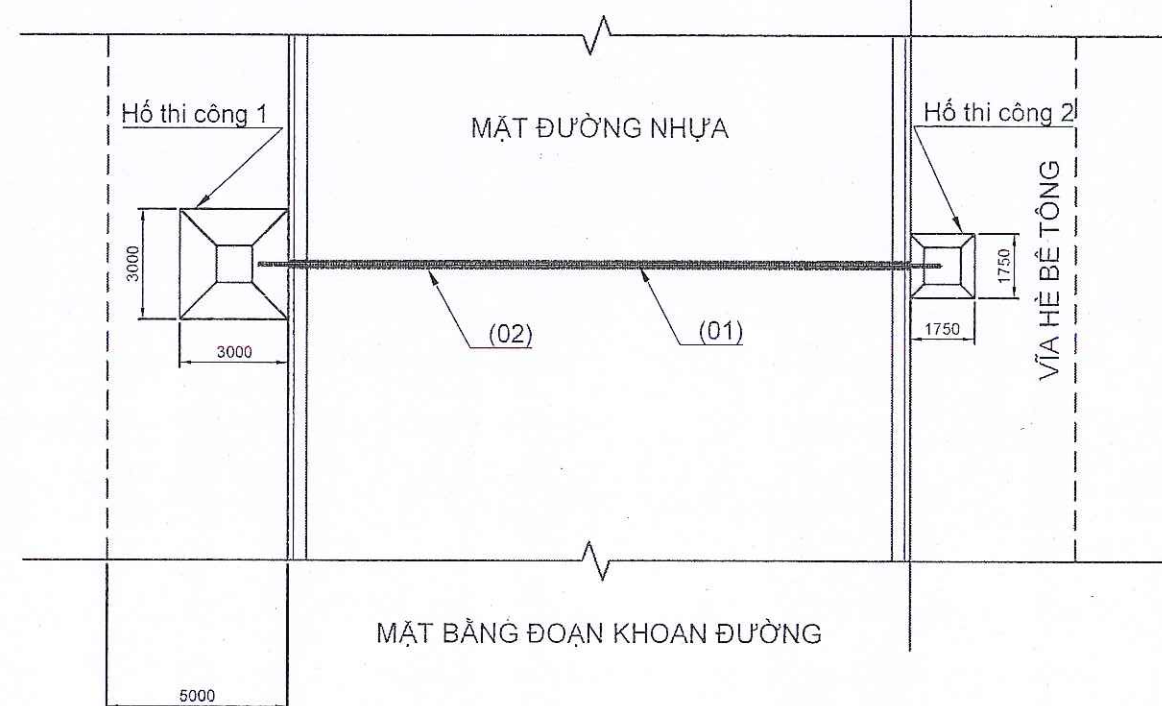 Hố thi công 1
MẶT ĐƯỜNG NHỰA
Hố thi công 2
VĨA HÈ BÊ TÔNG
3000
3000
(02)
(01)
1750
1750
MẶT BẰNG ĐOẠN KHOAN ĐƯỜNG
5000